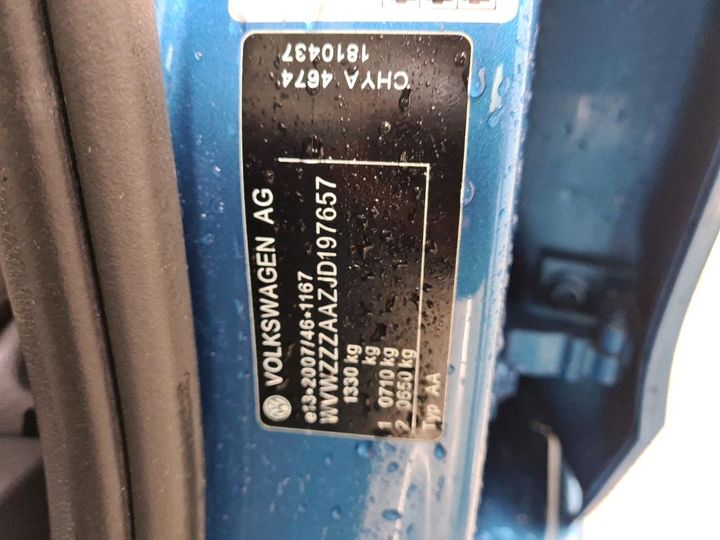 VOLKSWAGEN AG
e13*2007/46*1167
WVWZZZAAZJD197657
1330 kg
kg
1 0710 kg
2 0650 kg
Typ AA
CHYA 4674
1810437